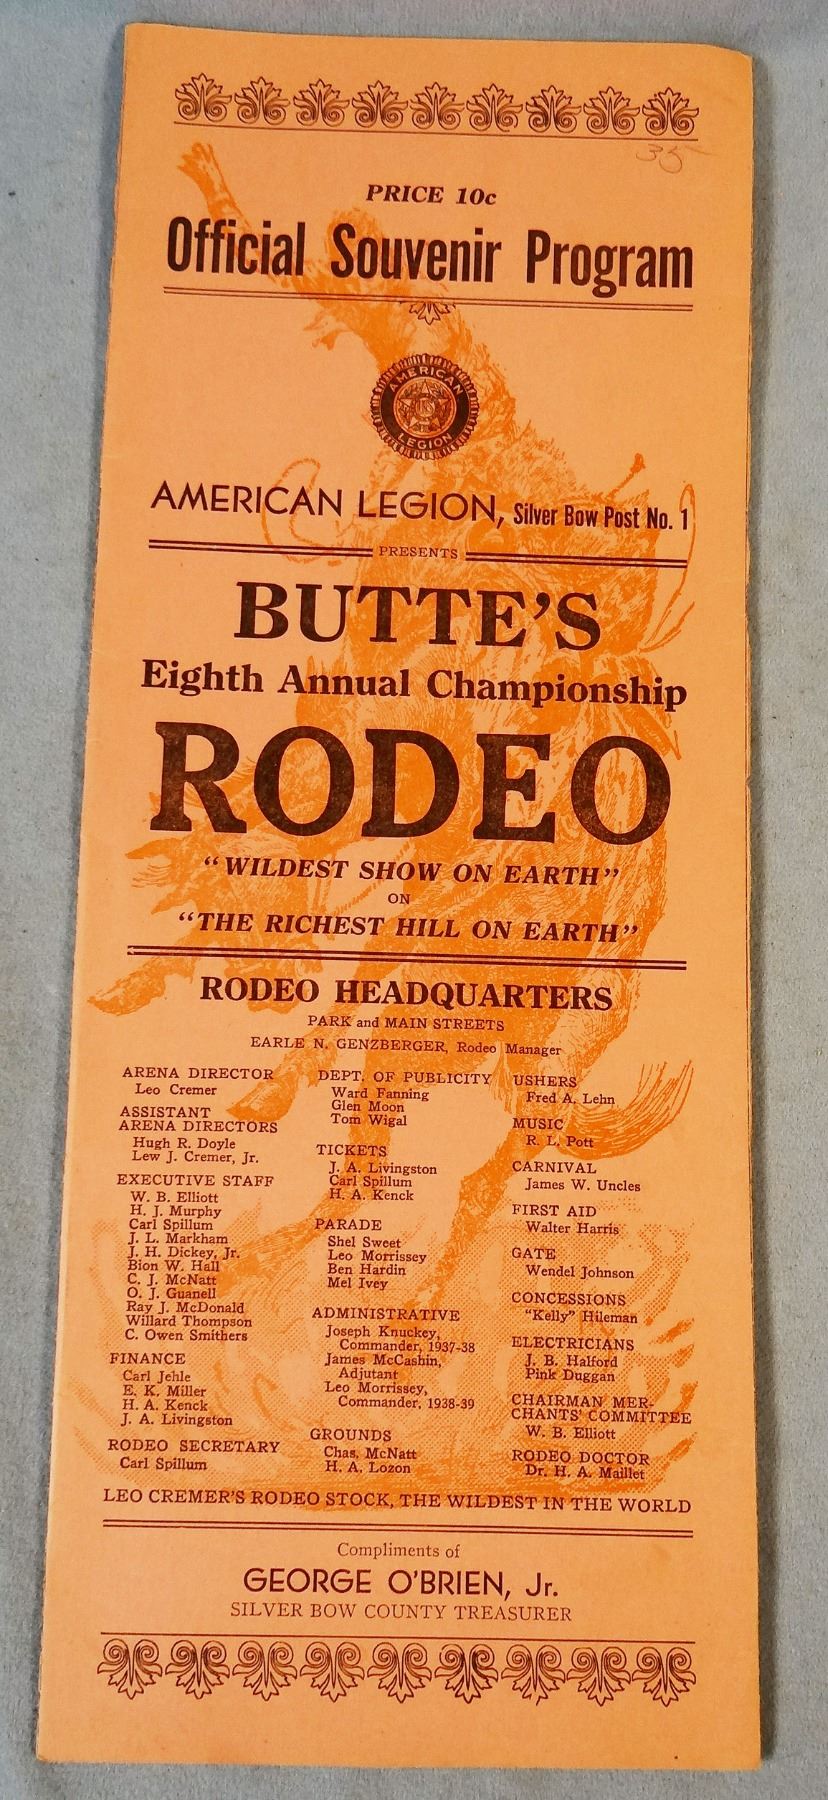 35
PRICE 10c
Official Souvenir Program
AMERICAN
US
LEGION
AMERICAN LEGION, Silver Bow Post No. 1
PRESENTS
BUTTE'S
Eighth Annual Championship
RODEO
"WILDEST SHOW ON EARTH"
ON
"THE RICHEST HILL ON EARTH"
RODEO HEADQUARTERS
PARK and MAIN STREETS
EARLE N. GENZBERGER, Rodeo Manager
ARENA DIRECTOR
Leo Cremer
ASSISTANT
ARENA DIRECTORS
Hugh R. Doyle
Lew J. Cremer, Jr.
EXECUTIVE STAFF
W. B. Elliott
H. J. Murphy
Carl Spillum
J. L. Markham
J. H. Dickey, Jr.
Bion W. Hall
C. J. McNatt
O. J. Guanell
Ray J. McDonald
Willard Thompson
C. Owen Smithers
FINANCE
Carl Jehle
E. K. Miller
H. A. Kenck
J. A. Livingston
RODEO SECRETARY
Carl Spillum
DEPT. OF PUBLICITY
Ward Fanning
Glen Moon
Tom Wigal
TICKETS
J. A. Livingston
Carl Spillum
H. A. Kenck
PARADE
Shel Sweet
Leo Morrissey
Ben Hardin
Mel Ivey
ADMINISTRATIVE
Joseph Knuckey,
Commander, 1937-38
James McCashin,
Adjutant
Leo Morrissey,
Commander, 1938-39
GROUNDS
Chas. McNatt
H. A. Lozon
USHERS
Fred A. Lehn
MUSIC
R. L. Pott
CARNIVAL
James W. Uncles
FIRST AID
Walter Harris
GATE
Wendel Johnson
CONCESSIONS
"Kelly" Hileman
ELECTRICIANS
J. B. Halford
Pink Duggan
CHAIRMAN MER-
CHANTS' COMMITTEE
W. B. Elliott
RODEO DOCTOR
Dr. H. A. Maillet
LEO CREMER'S RODEO STOCK, THE WILDEST IN THE WORLD
Compliments of
GEORGE O'BRIEN, Jr.
SILVER BOW COUNTY TREASURER